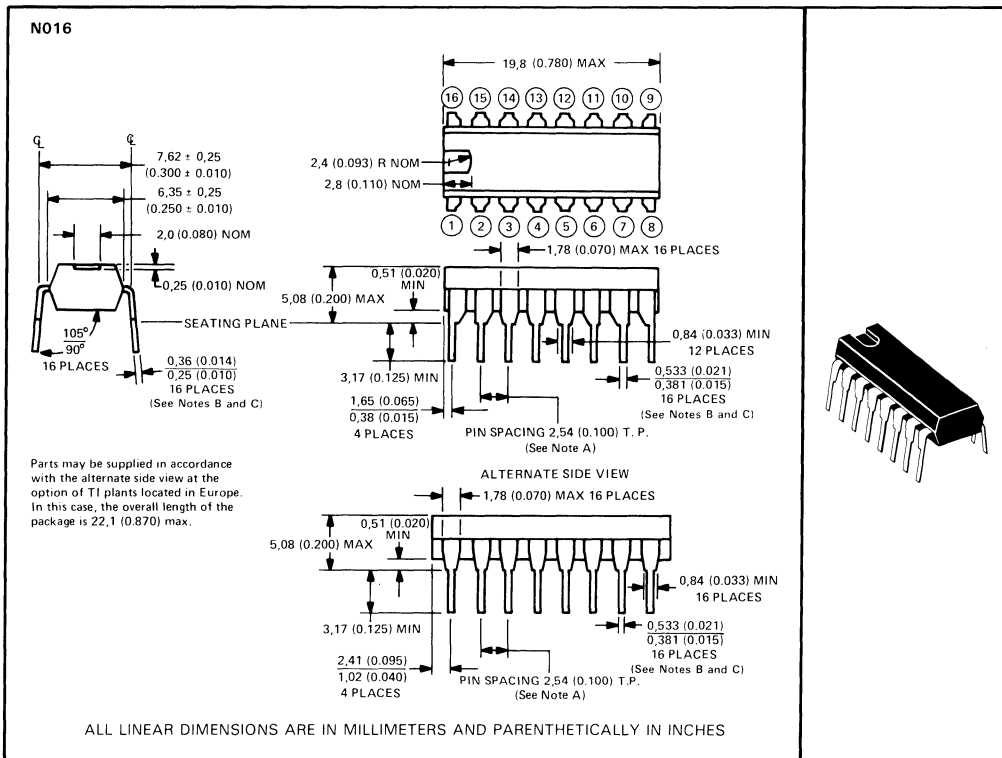 N016
19,8 (0.780) MAX
16 15 14 13 12 11 10 9
℄ ℄
7,62 ± 0,25
(0.300 ± 0.010)
6,35 ± 0,25
(0.250 ± 0.010)
2,0 (0.080) NOM
0,25 (0.010) NOM
2,4 (0.093) R NOM
2,8 (0.110) NOM
1 2 3 4 5 6 7 8
1,78 (0.070) MAX 16 PLACES
0,51 (0.020)
MIN
5,08 (0.200) MAX
SEATING PLANE
105°
90°
16 PLACES
0,36 (0.014)
0,25 (0.010)
16 PLACES
(See Notes B and C)
0,84 (0.033) MIN
12 PLACES
3,17 (0.125) MIN
0,533 (0.021)
0,381 (0.015)
16 PLACES
(See Notes B and C)
1,65 (0.065)
0,38 (0.015)
4 PLACES
PIN SPACING 2,54 (0.100) T.P.
(See Note A)
Parts may be supplied in accordance
with the alternate side view at the
option of TI plants located in Europe.
In this case, the overall length of the
package is 22,1 (0.870) max.
ALTERNATE SIDE VIEW
1,78 (0.070) MAX 16 PLACES
0,51 (0.020)
MIN
5,08 (0.200) MAX
0,84 (0.033) MIN
16 PLACES
3,17 (0.125) MIN
0,533 (0.021)
0,381 (0.015)
16 PLACES
(See Notes B and C)
2,41 (0.095)
1,02 (0.040)
4 PLACES
PIN SPACING 2,54 (0.100) T.P.
(See Note A)
ALL LINEAR DIMENSIONS ARE IN MILLIMETERS AND PARENTHETICALLY IN INCHES